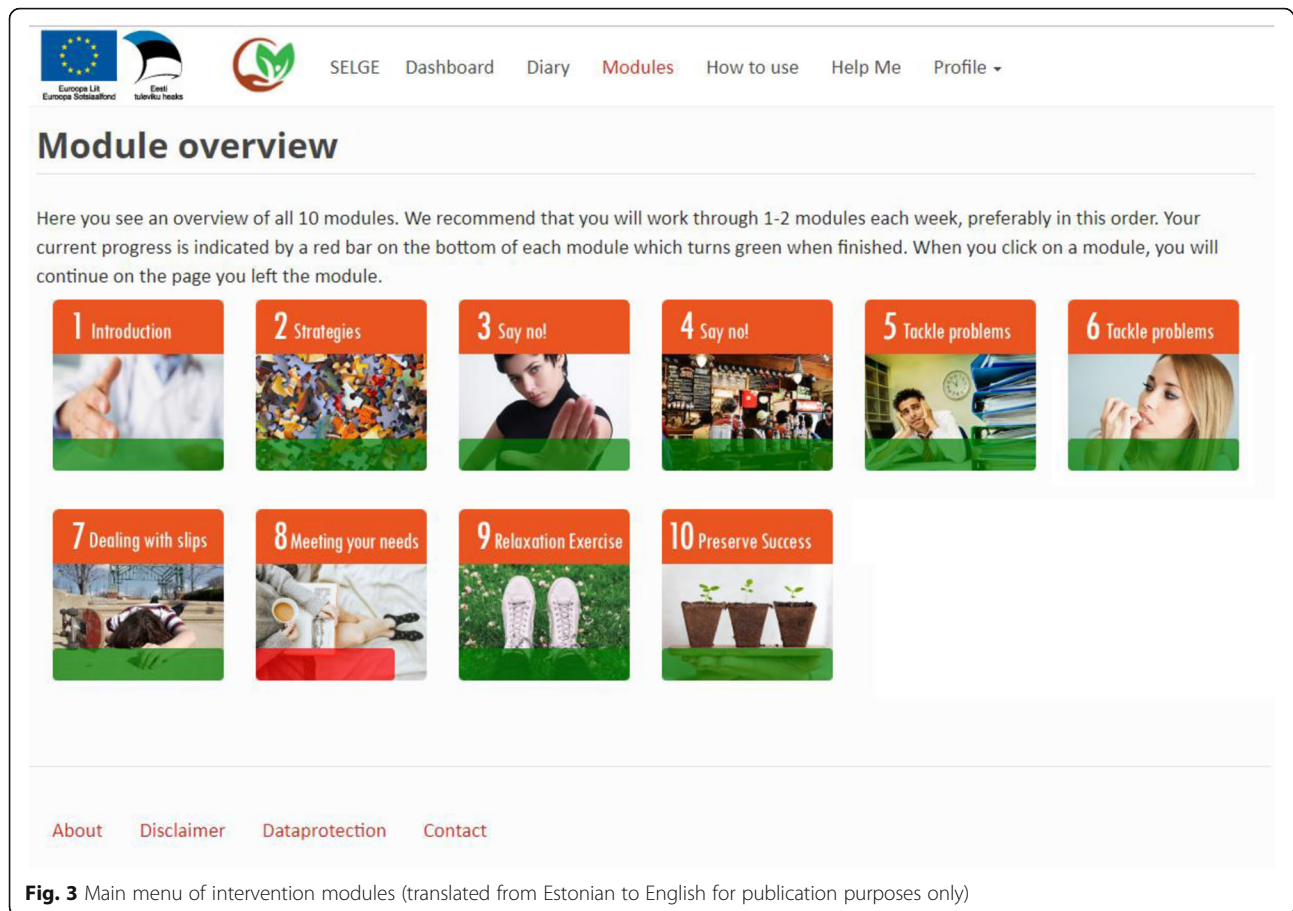 Euroopa Liit
Euroopa Sotsiaalfond
Eesti
tuleviku heaks
SELGE Dashboard Diary Modules How to use Help Me Profile
Module overview
Here you see an overview of all 10 modules. We recommend that you will work through 1-2 modules each week, preferably in this order. Your
current progress is indicated by a red bar on the bottom of each module which turns green when finished. When you click on a module, you will
continue on the page you left the module.
1 Introduction
2 Strategies
3 Say no!
4 Say no!
5 Tackle problems
6 Tackle problems
7 Dealing with slips
8 Meeting your needs
9 Relaxation Exercise
10 Preserve Success
About Disclaimer Dataprotection Contact
Fig. 3 Main menu of intervention modules (translated from Estonian to English for publication purposes only)